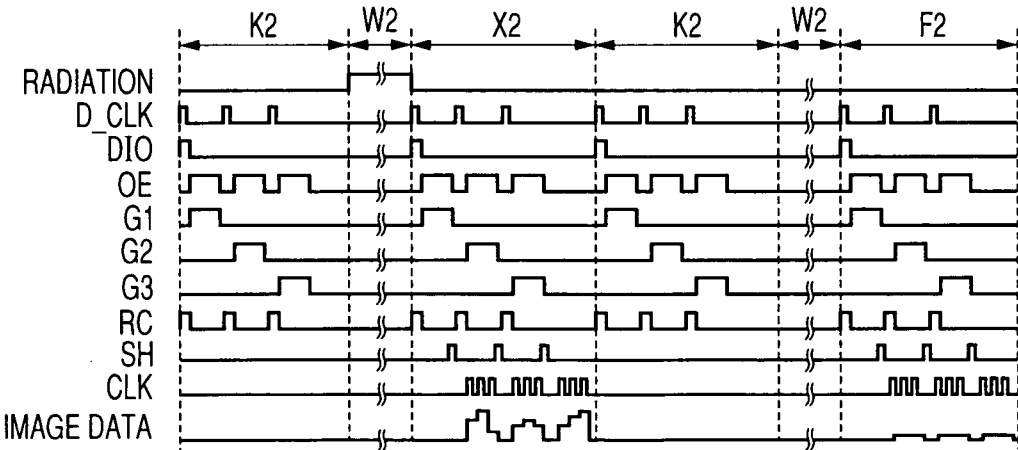 K2 W2 X2 K2 W2 F2
RADIATION
D_CLK
DIO
OE
G1
G2
G3
RC
SH
CLK
IMAGE DATA